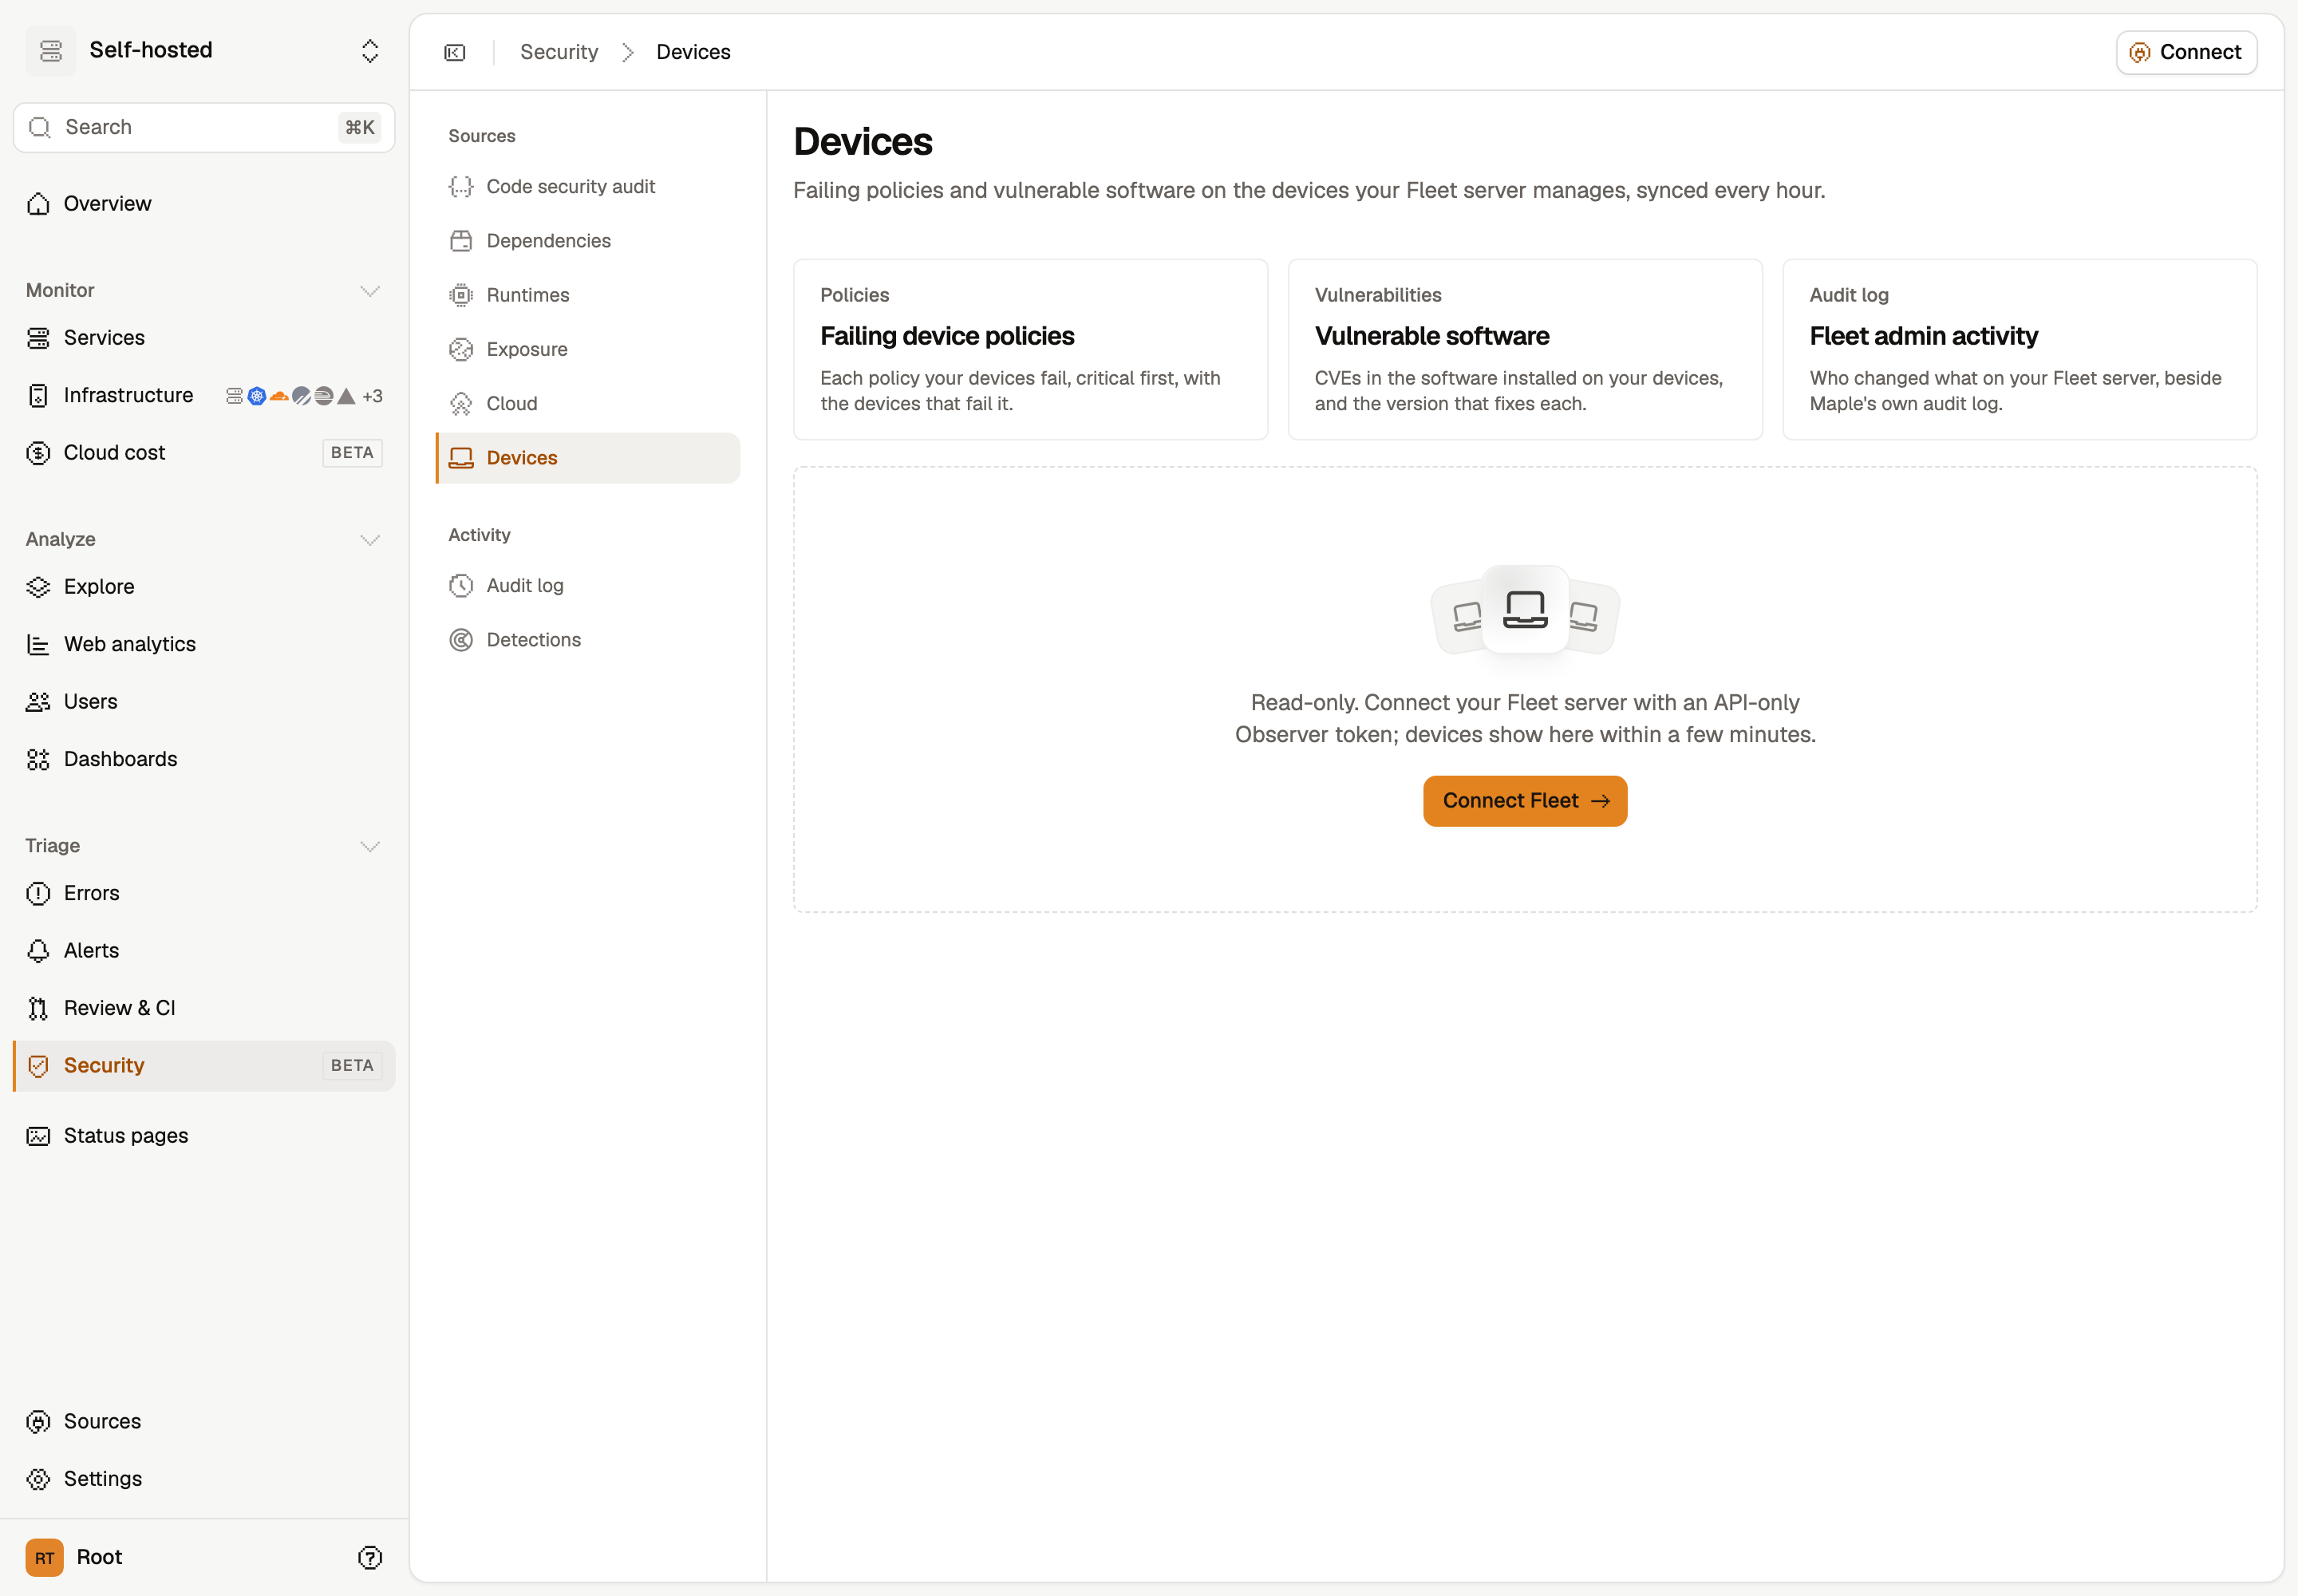 Self-hosted
Search
⌘K
Overview
Monitor
Services
Infrastructure
+3
Cloud cost
BETA
Analyze
Explore
Web analytics
Users
Dashboards
Triage
Errors
Alerts
Review & CI
Security
BETA
Status pages
Sources
Settings
RT
Root
Security
Devices
Connect
Sources
Code security audit
Dependencies
Runtimes
Exposure
Cloud
Devices
Activity
Audit log
Detections
Devices
Failing policies and vulnerable software on the devices your Fleet server manages, synced every hour.
Policies
Failing device policies
Each policy your devices fail, critical first, with
the devices that fail it.
Vulnerabilities
Vulnerable software
CVEs in the software installed on your devices,
and the version that fixes each.
Audit log
Fleet admin activity
Who changed what on your Fleet server, beside
Maple's own audit log.
Read-only. Connect your Fleet server with an API-only
Observer token; devices show here within a few minutes.
Connect Fleet →